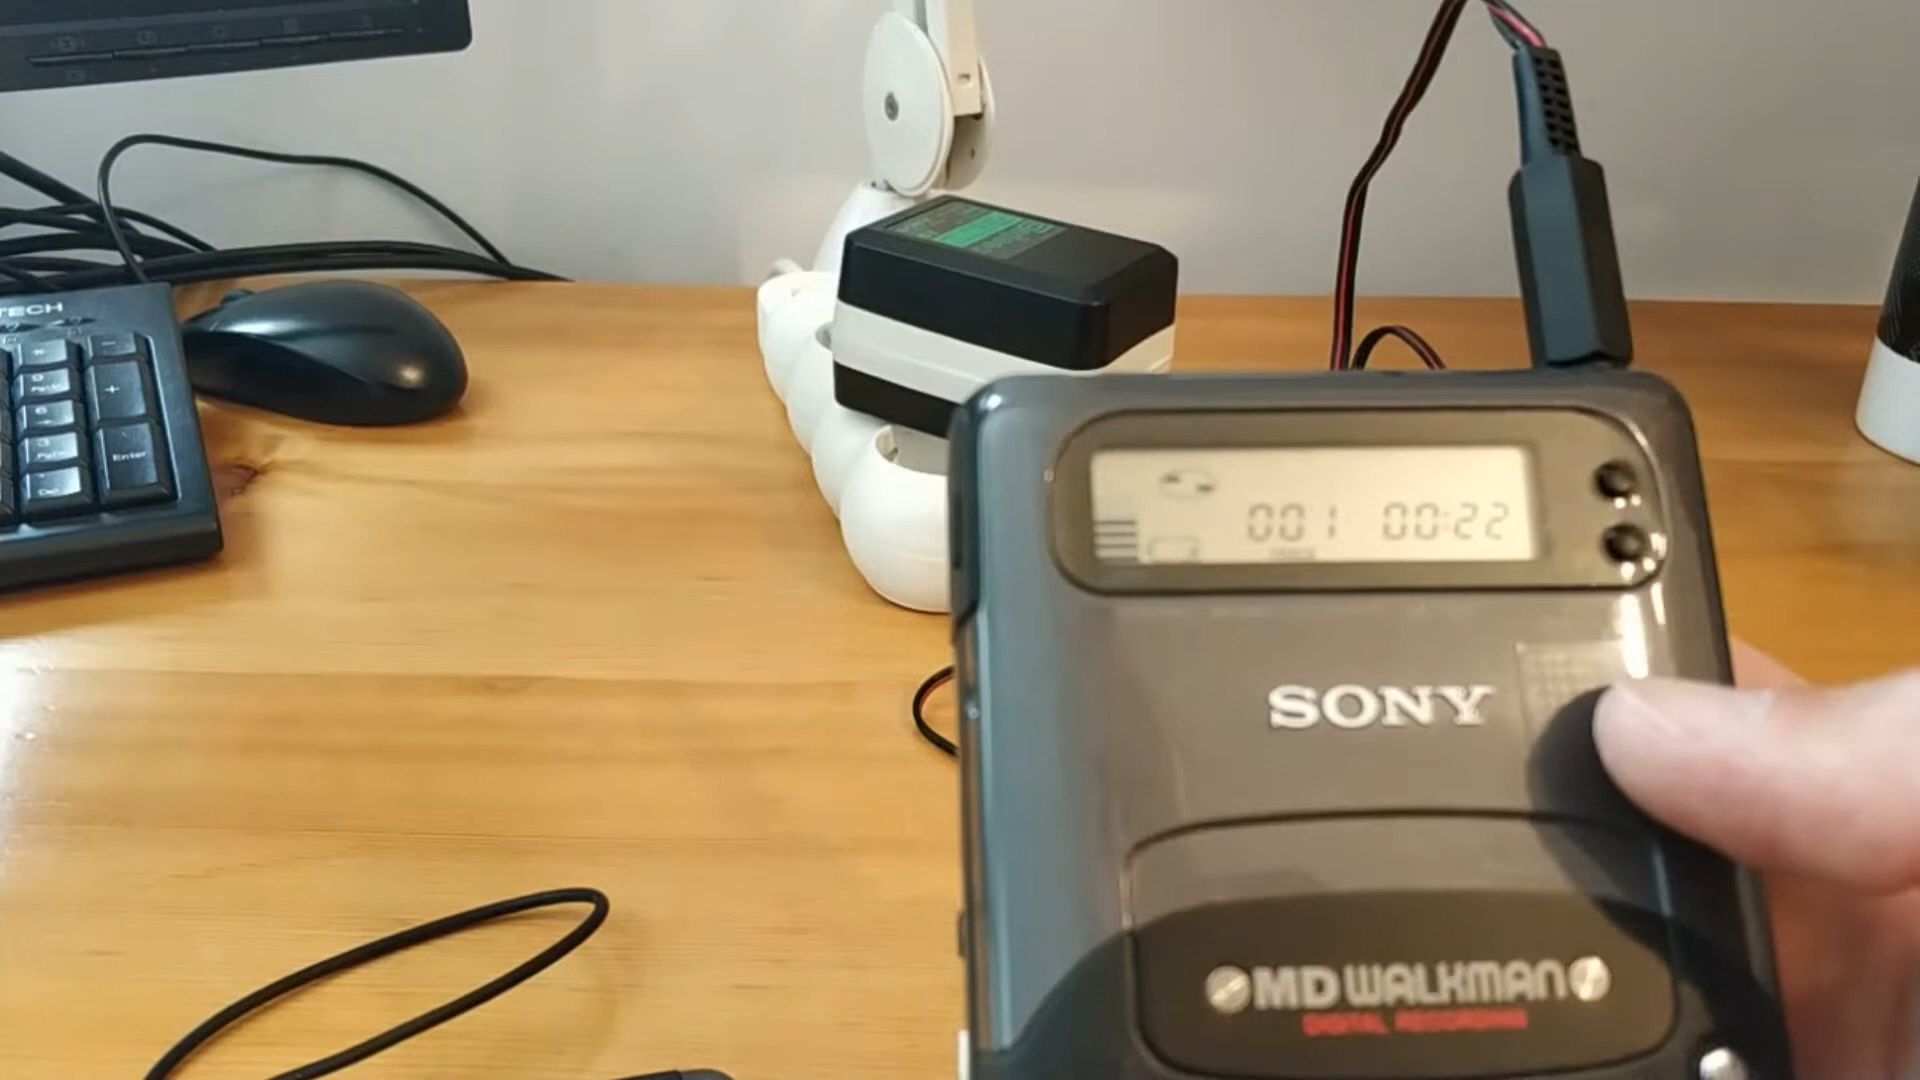 TECH
Enter
001 00:22
SONY
MD WALKMAN
DIGITAL RECORDING